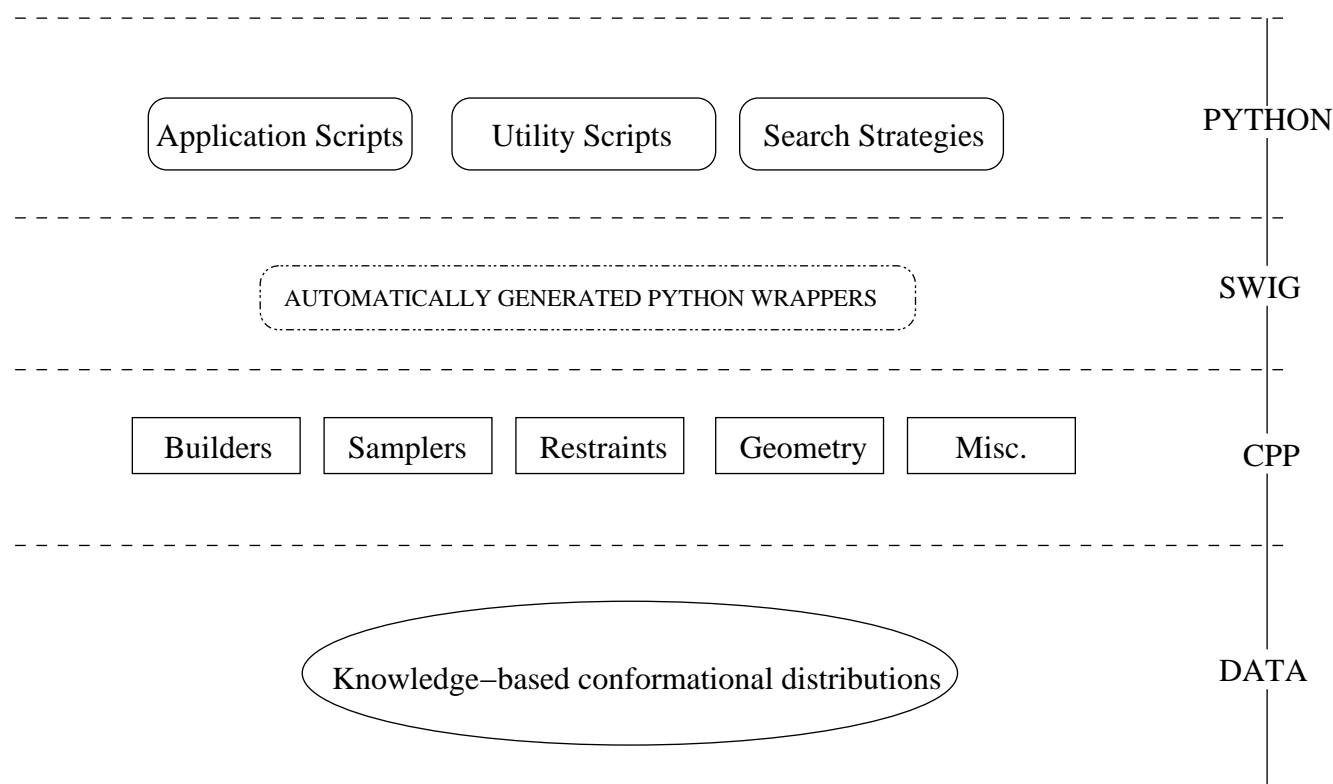 Application Scripts
Utility Scripts
Search Strategies
PYTHON
AUTOMATICALLY GENERATED PYTHON WRAPPERS
SWIG
Builders
Samplers
Restraints
Geometry
Misc.
CPP
Knowledge−based conformational distributions
DATA